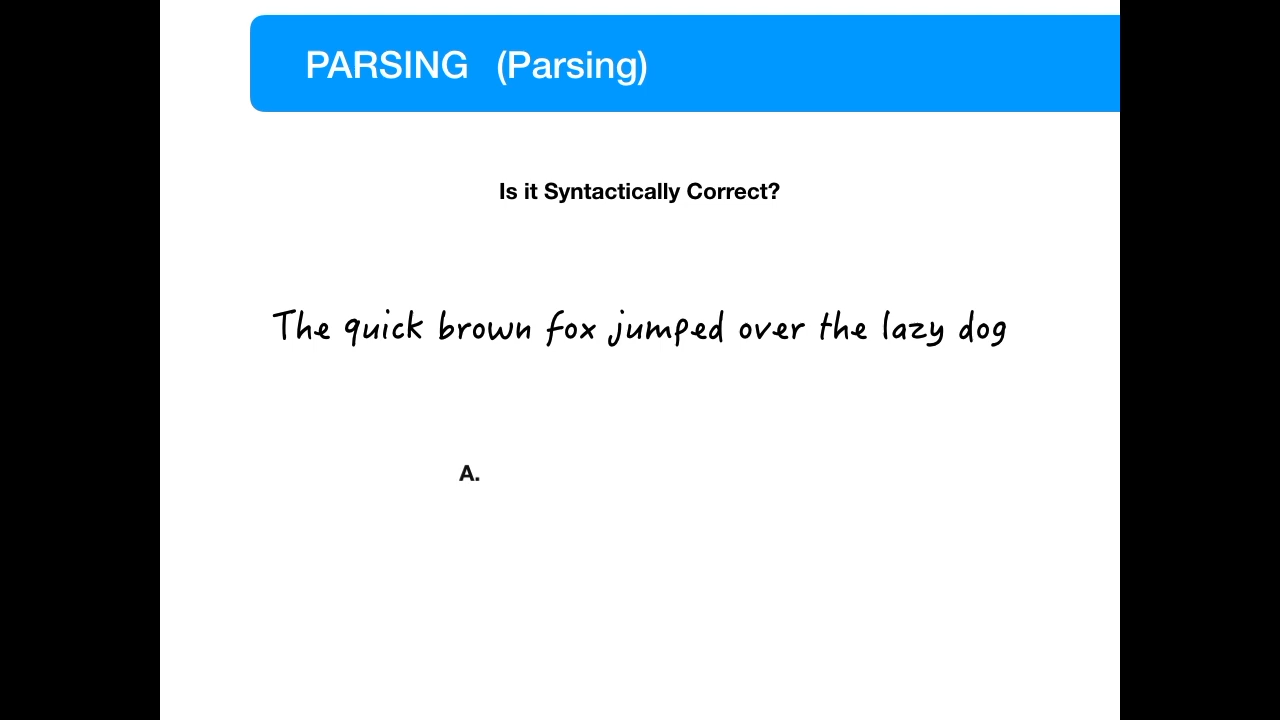 PARSING (Parsing)
Is it Syntactically Correct?
The quick brown fox jumped over the lazy dog
A.